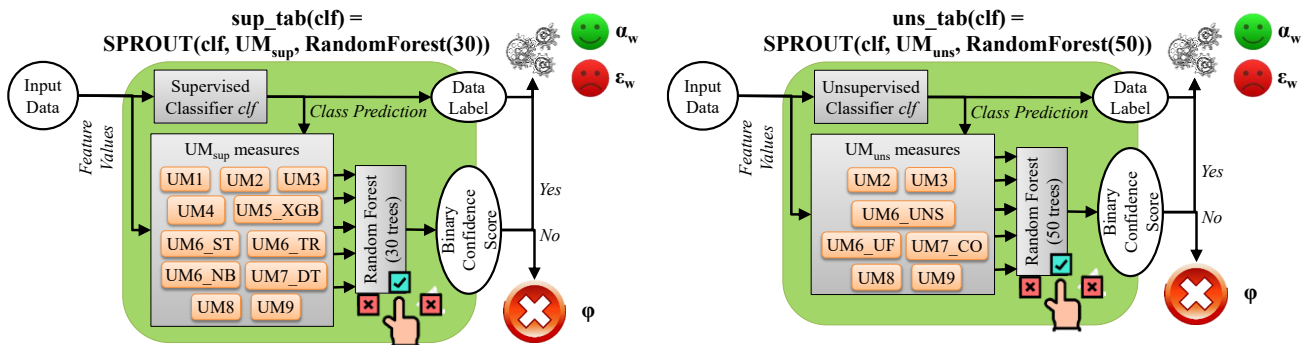 sup_tab(clf) =
SPROUT(clf, UMsup, RandomForest(30))
αw
εw
Input
Data
Supervised
Classifier clf
Data
Label
Class Prediction
Feature
Values
UMsup measures
UM1 UM2 UM3
UM4 UM5_XGB
UM6_ST UM6_TR
UM6_NB UM7_DT
UM8 UM9
Random Forest
(30 trees)
Binary
Confidence
Score
Yes
No
φ
uns_tab(clf) =
SPROUT(clf, UMuns, RandomForest(50))
αw
εw
Input
Data
Unsupervised
Classifier clf
Data
Label
Class Prediction
Feature
Values
UMuns measures
UM2 UM3
UM6_UNS
UM6_UF UM7_CO
UM8 UM9
Random Forest
(50 trees)
Binary
Confidence
Score
Yes
No
φ